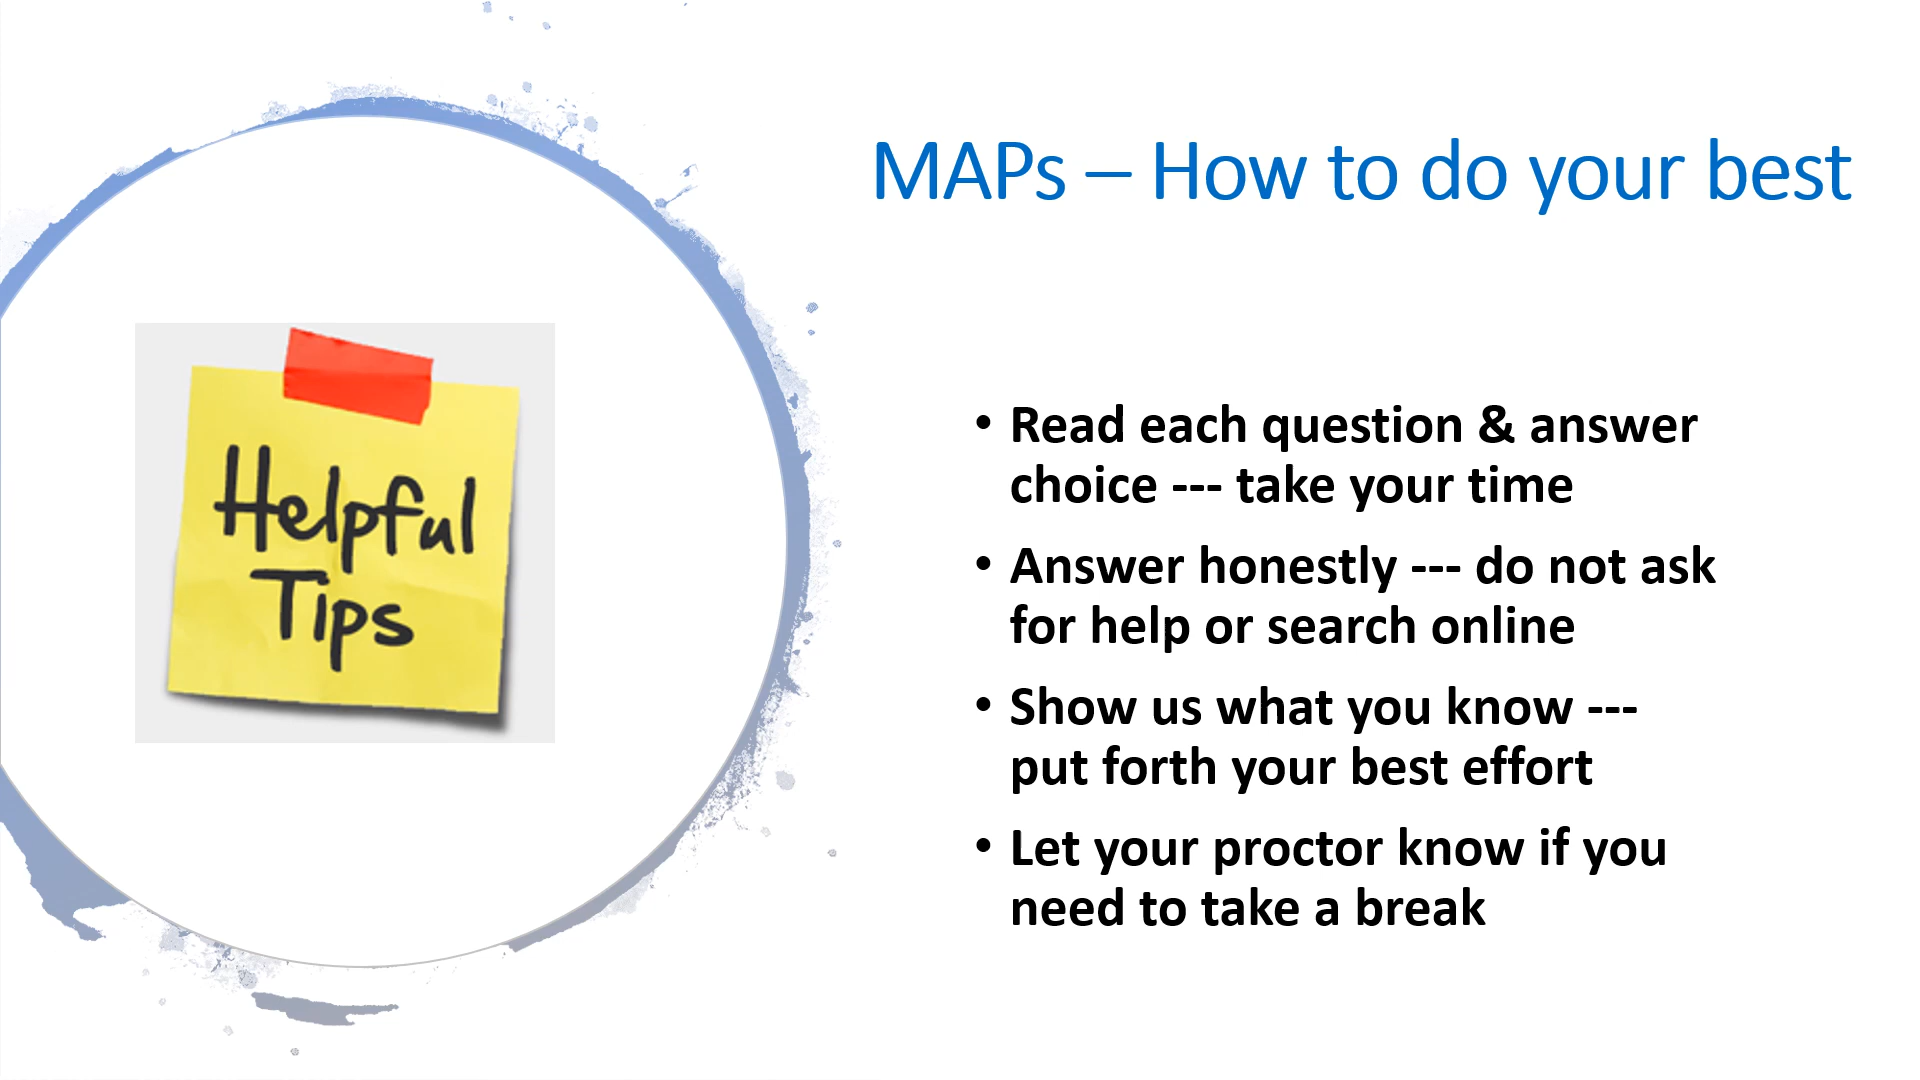 MAPs – How to do your best
Helpful
Tips
• Read each question & answer
choice --- take your time
• Answer honestly --- do not ask
for help or search online
• Show us what you know ---
put forth your best effort
• Let your proctor know if you
need to take a break